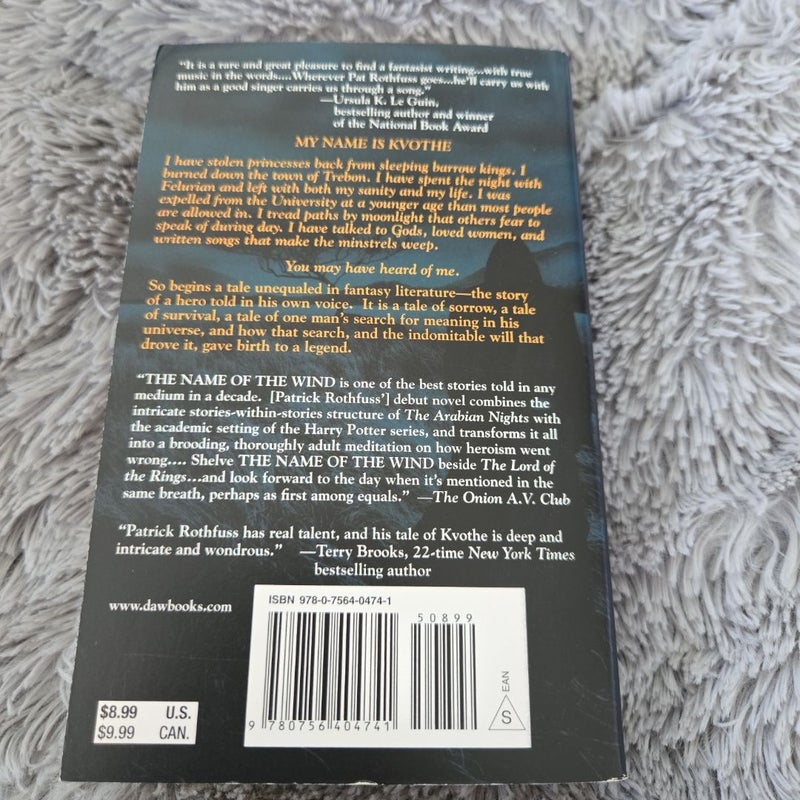 "It is a rare and great pleasure to find a fantasist writing...with true
music in the words....Wherever Pat Rothfuss goes...he'll carry us with
him as a good singer carries us through a song."
—Ursula K. Le Guin,
bestselling author and winner
of the National Book Award
MY NAME IS KVOTHE
I have stolen princesses back from sleeping barrow kings. I
burned down the town of Trebon. I have spent the night with
Felurian and left with both my sanity and my life. I was
expelled from the University at a younger age than most people
are allowed in. I tread paths by moonlight that others fear to
speak of during day. I have talked to Gods, loved women, and
written songs that make the minstrels weep.
You may have heard of me.
So begins a tale unequaled in fantasy literature—the story
of a hero told in his own voice. It is a tale of sorrow, a tale
of survival, a tale of one man's search for meaning in his
universe, and how that search, and the indomitable will that
drove it, gave birth to a legend.
"THE NAME OF THE WIND is one of the best stories told in any
medium in a decade. [Patrick Rothfuss'] debut novel combines the
intricate stories-within-stories structure of The Arabian Nights with
the academic setting of the Harry Potter series, and transforms it all
into a brooding, thoroughly adult meditation on how heroism went
wrong.... Shelve THE NAME OF THE WIND beside The Lord of
the Rings...and look forward to the day when it's mentioned in the
same breath, perhaps as first among equals." —The Onion A.V. Club
"Patrick Rothfuss has real talent, and his tale of Kvothe is deep and
intricate and wondrous." —Terry Brooks, 22-time New York Times
bestselling author
www.dawbooks.com
ISBN 978-0-7564-0474-1
50899
9 780756 404741
EAN
S
$8.99 U.S.
$9.99 CAN.